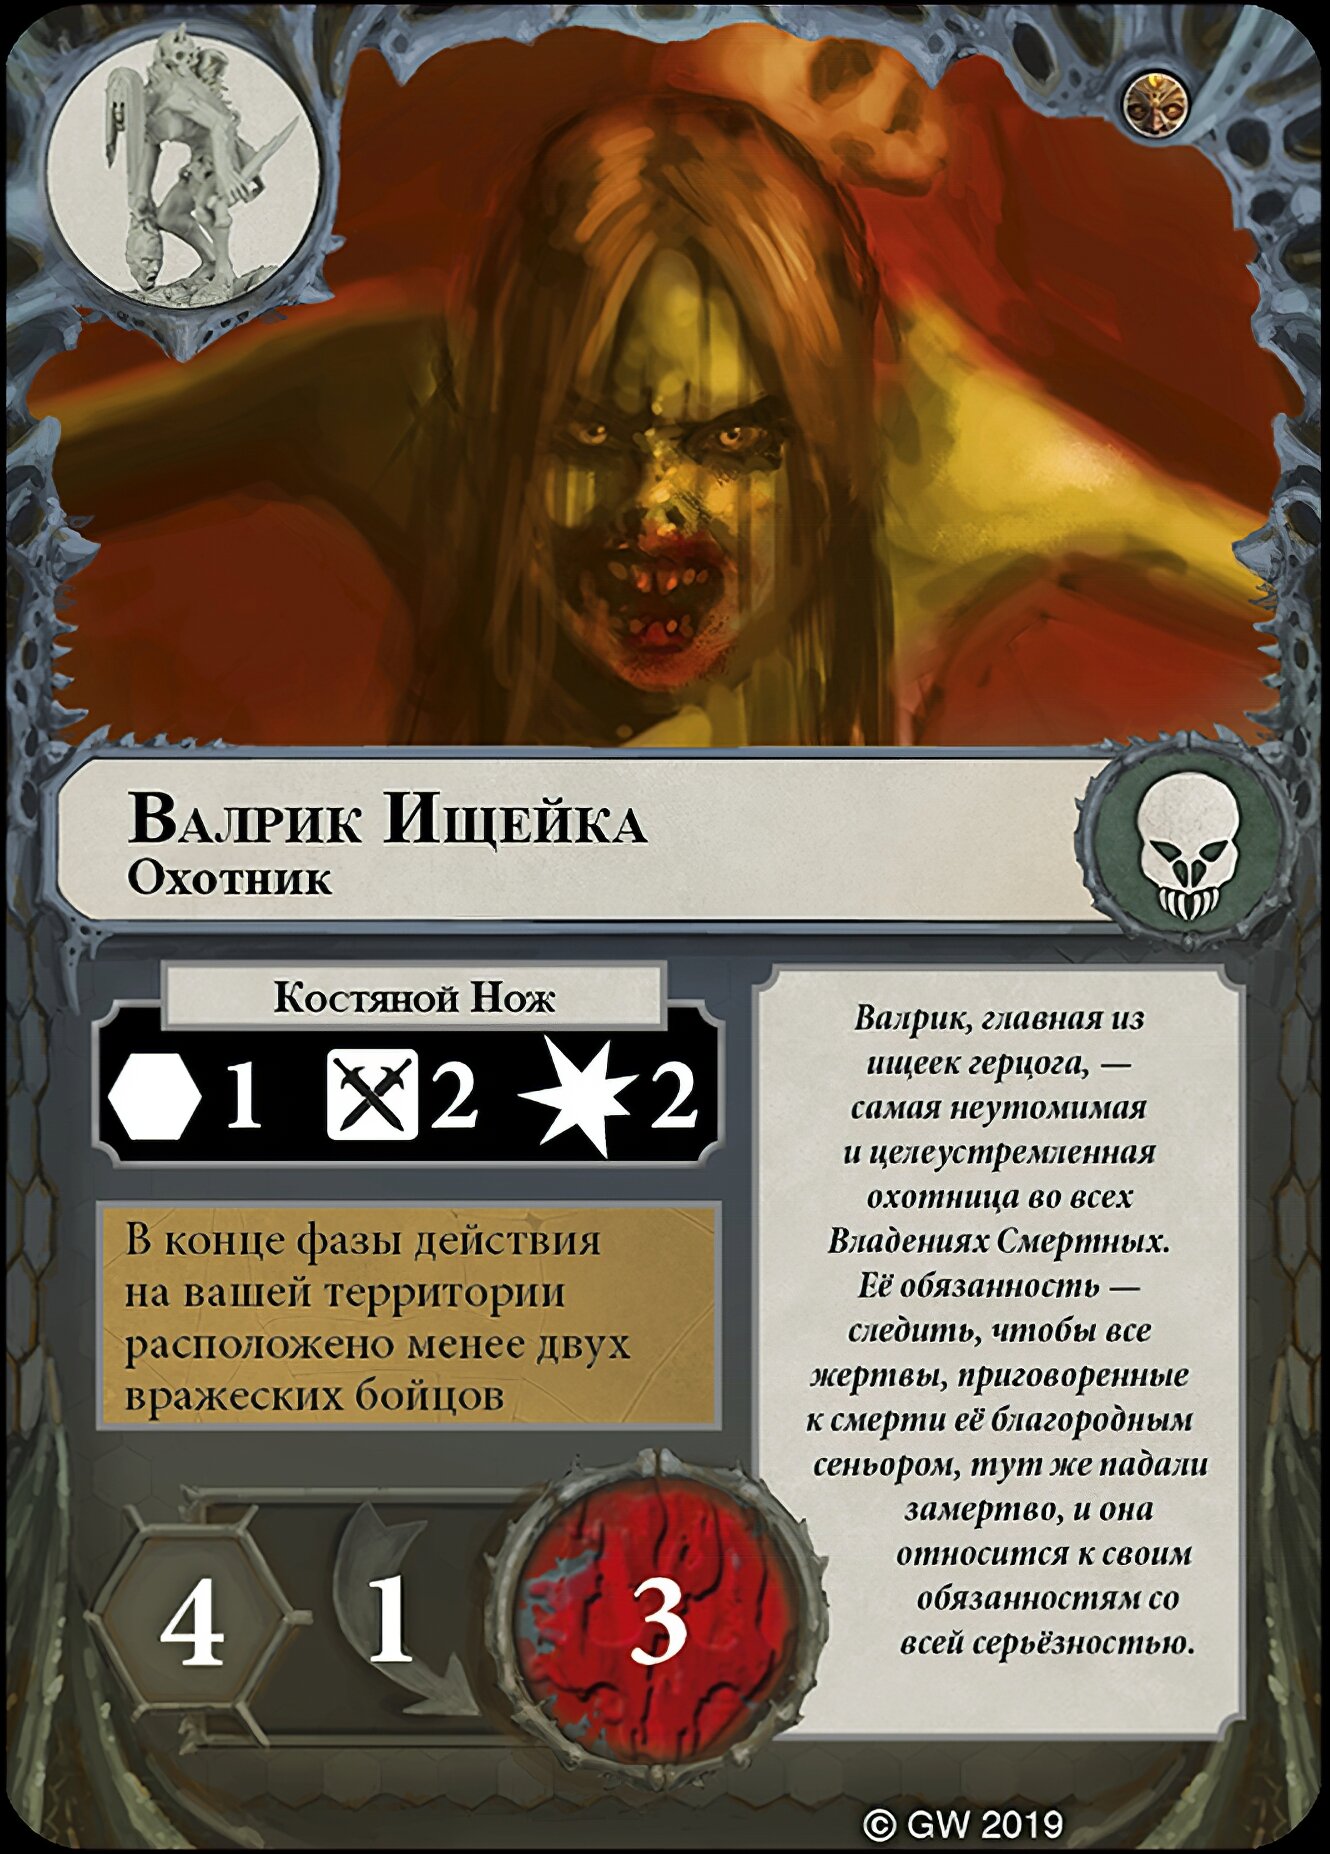 Валрик Ищейка
Охотник
Костяной Нож
1 2 2
В конце фазы действия
на вашей территории
расположено менее двух
вражеских бойцов
4 1 3
Валрик, главная из
ищеек герцога, —
самая неутомимая
и целеустремленная
охотница во всех
Владениях Смертных.
Её обязанность —
следить, чтобы все
жертвы, приговоренные
к смерти её благородным
сеньором, тут же падали
замертво, и она
относится к своим
обязанностям со
всей серьёзностью.
© GW 2019